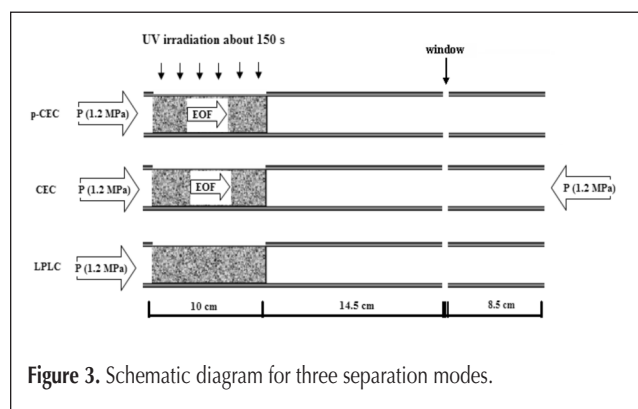 UV irradiation about 150 s
window
p-CEC
P (1.2 MPa)
EOF
CEC
P (1.2 MPa)
EOF
P (1.2 MPa)
LPLC
P (1.2 MPa)
10 cm
14.5 cm
8.5 cm
Figure 3. Schematic diagram for three separation modes.